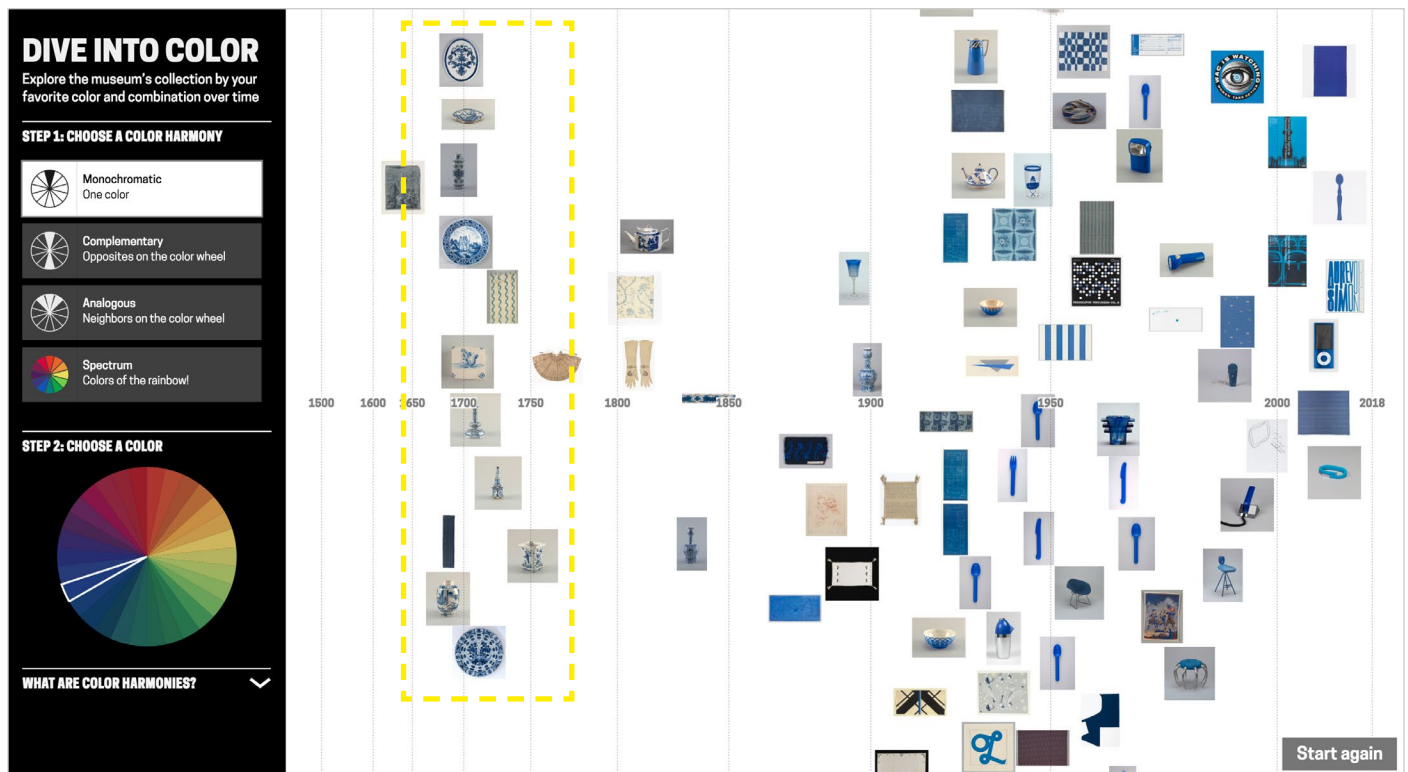 DIVE INTO COLOR
Explore the museum's collection by your
favorite color and combination over time
STEP 1: CHOOSE A COLOR HARMONY
Monochromatic
One color
Complementary
Opposites on the color wheel
Analogous
Neighbors on the color wheel
Spectrum
Colors of the rainbow!
STEP 2: CHOOSE A COLOR
WHAT ARE COLOR HARMONIES?
1500 1600 1650 1700 1750 1800 1850 1900 1950 2000 2018
WAC IS WATCHING
Start again